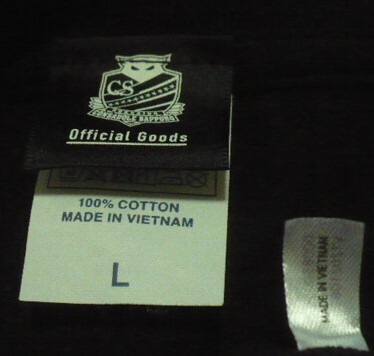 CS
CONSADOLE SAPPORO
Official Goods
100% COTTON
MADE IN VIETNAM
L
MADE IN VIETNAM